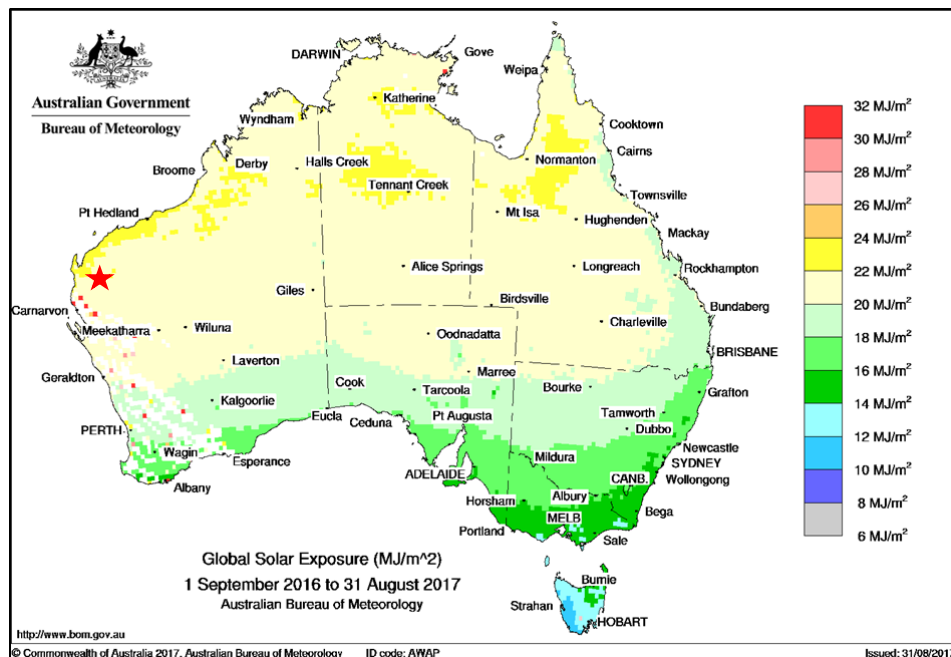 Australian Government
Bureau of Meteorology
DARWIN
Gove
Weipa
Katherine
Wyndham
Cooktown
Cairns
Broome
Derby
Halls Creek
Normanton
Tennant Creek
Townsville
Pt Hedland
Mt Isa
Hughenden
Mackay
Alice Springs
Longreach
Rockhampton
Giles
Birdsville
Carnarvon
Bundaberg
Meekatharra
Wiluna
Oodnadatta
Charleville
Laverton
BRISBANE
Geraldton
Marree
Cook
Tarcoola
Bourke
Grafton
Kalgoorlie
Pt Augusta
Tamworth
Eucla
Ceduna
Dubbo
PERTH
Newcastle
Wagin
Esperance
Mildura
SYDNEY
ADELAIDE
CANB.
Wollongong
Albany
Horsham
Albury
MELB
Bega
Portland
Sale
Burnie
Strahan
HOBART
32 MJ/m²
30 MJ/m²
28 MJ/m²
26 MJ/m²
24 MJ/m²
22 MJ/m²
20 MJ/m²
18 MJ/m²
16 MJ/m²
14 MJ/m²
12 MJ/m²
10 MJ/m²
8 MJ/m²
6 MJ/m²
Global Solar Exposure (MJ/m^2)
1 September 2016 to 31 August 2017
Australian Bureau of Meteorology
http://www.bom.gov.au
© Commonwealth of Australia 2017, Australian Bureau of Meteorology ID code: AWAP Issued: 31/08/201